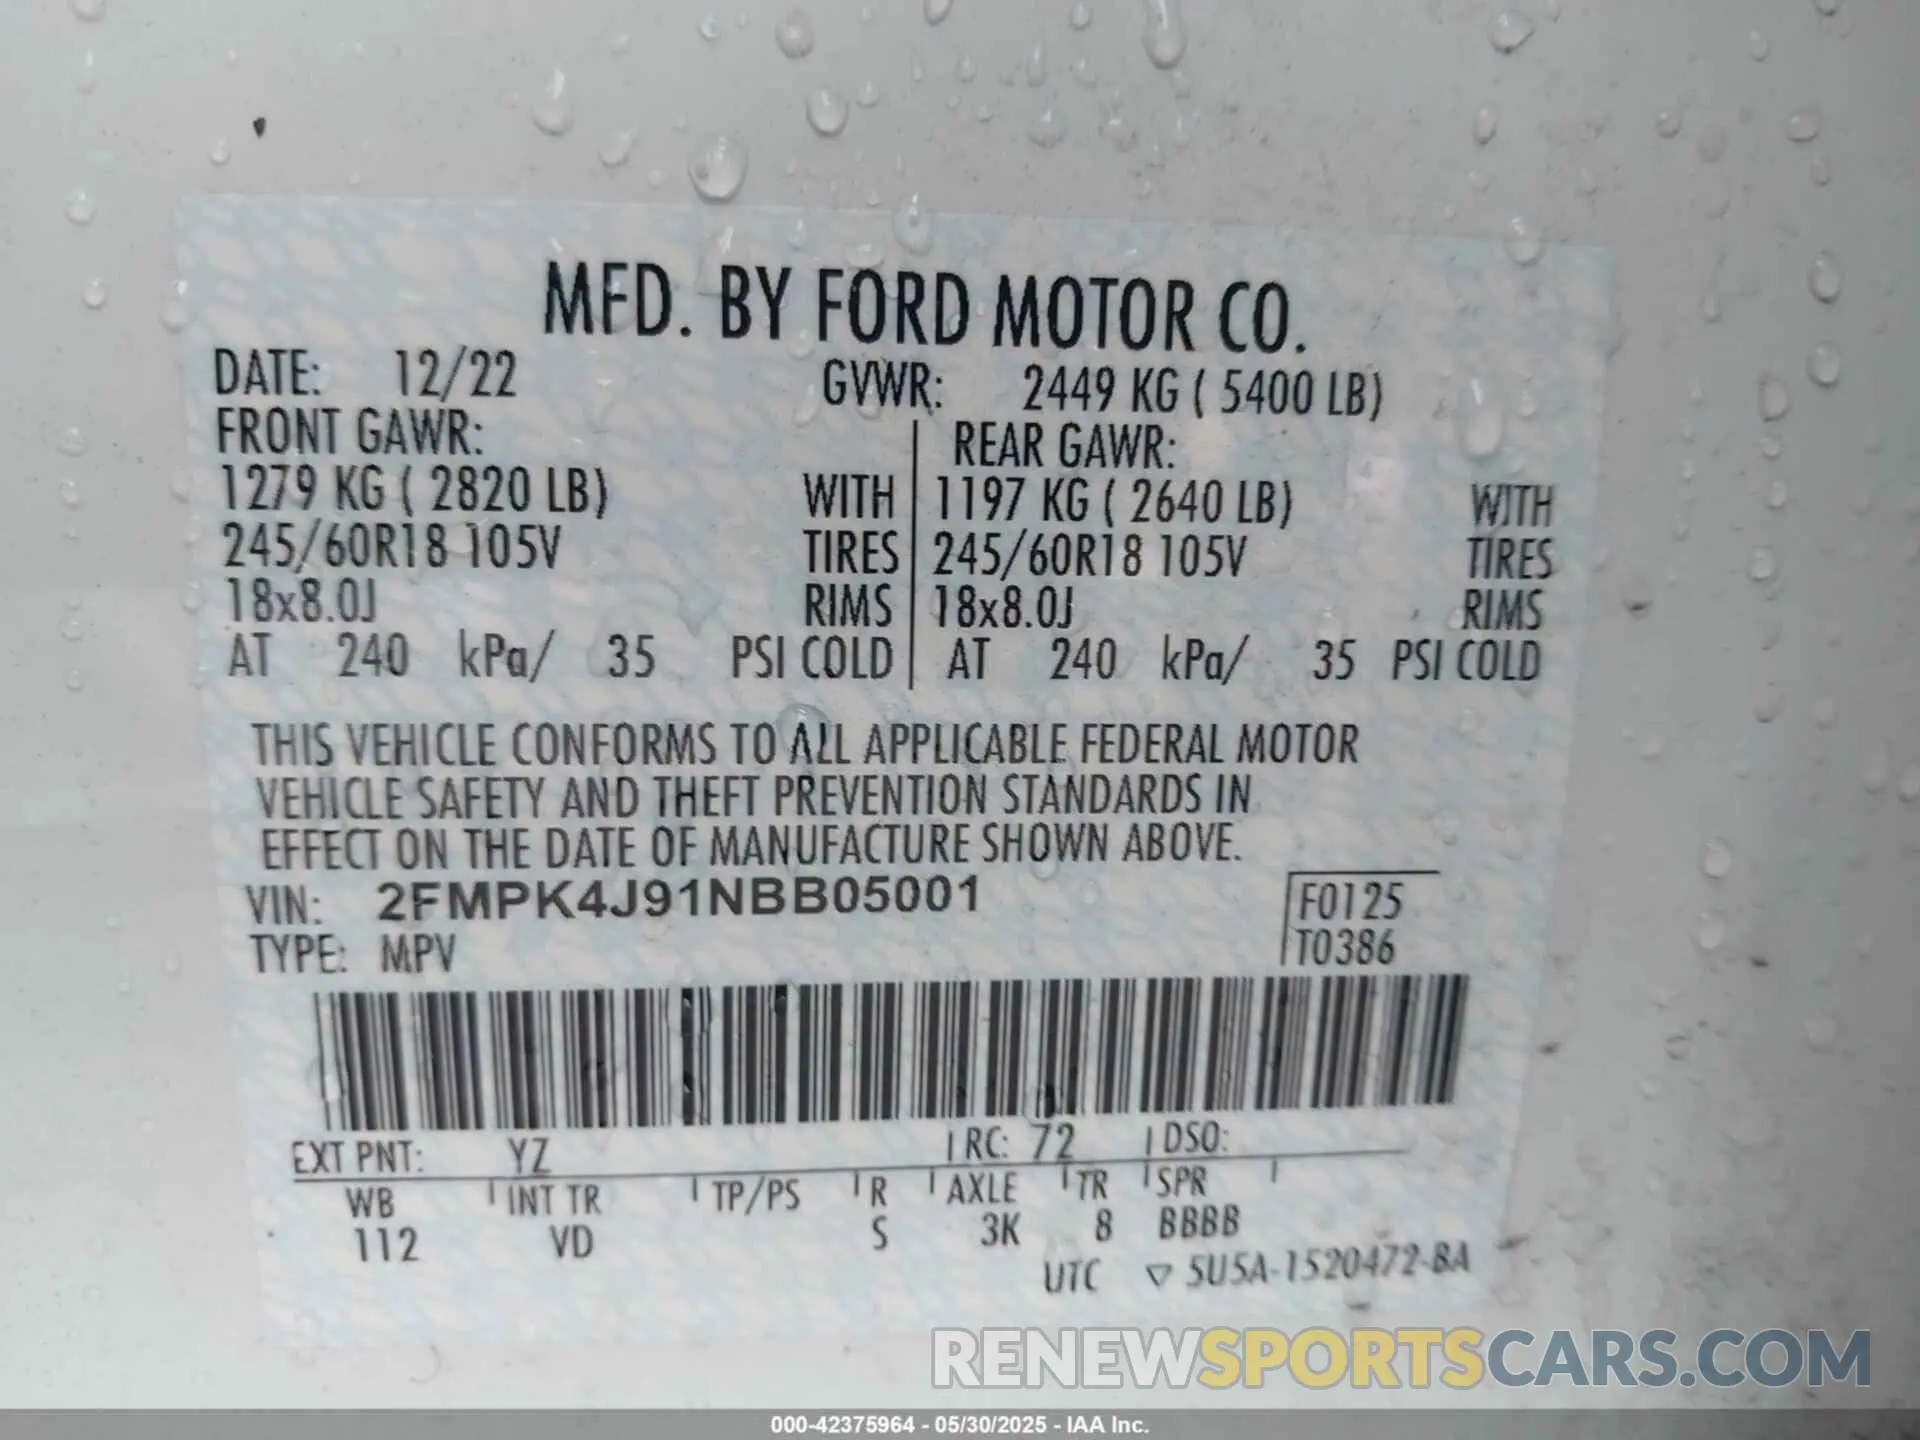 MFD. BY FORD MOTOR CO.
DATE: 12/22 GVWR: 2449 KG ( 5400 LB)
FRONT GAWR: REAR GAWR:
1279 KG ( 2820 LB) WITH 1197 KG ( 2640 LB) WITH
245/60R18 105V TIRES 245/60R18 105V TIRES
18x8.0J RIMS 18x8.0J RIMS
AT 240 kPa/ 35 PSI COLD AT 240 kPa/ 35 PSI COLD
THIS VEHICLE CONFORMS TO ALL APPLICABLE FEDERAL MOTOR
VEHICLE SAFETY AND THEFT PREVENTION STANDARDS IN
EFFECT ON THE DATE OF MANUFACTURE SHOWN ABOVE.
VIN: 2FMPK4J91NBB05001 F0125
TYPE: MPV T0386
EXT PNT: YZ RC: 72 DSO:
WB INT TR TP/PS R AXLE TR SPR
112 VD S 3K 8 BBBB
UTC ▽ 5U5A-1520472-BA
RENEWSPORTSCARS.COM
000-42375964 - 05/30/2025 - IAA Inc.